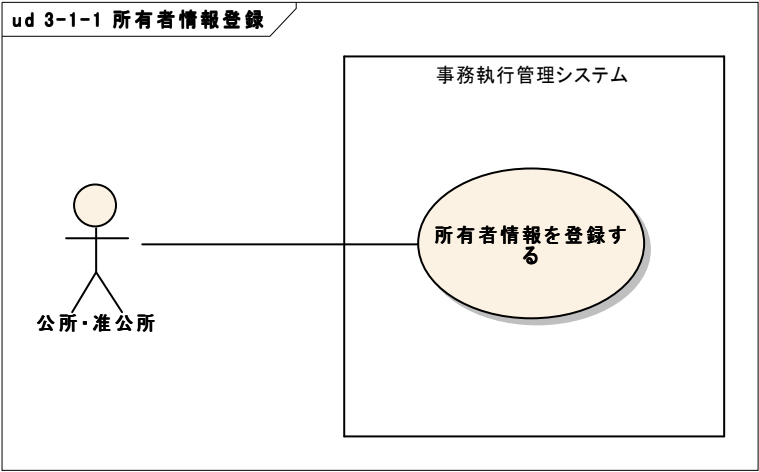 ud 3-1-1 所有者情報登録
事務執行管理システム
所有者情報を登録す
る
公所・准公所